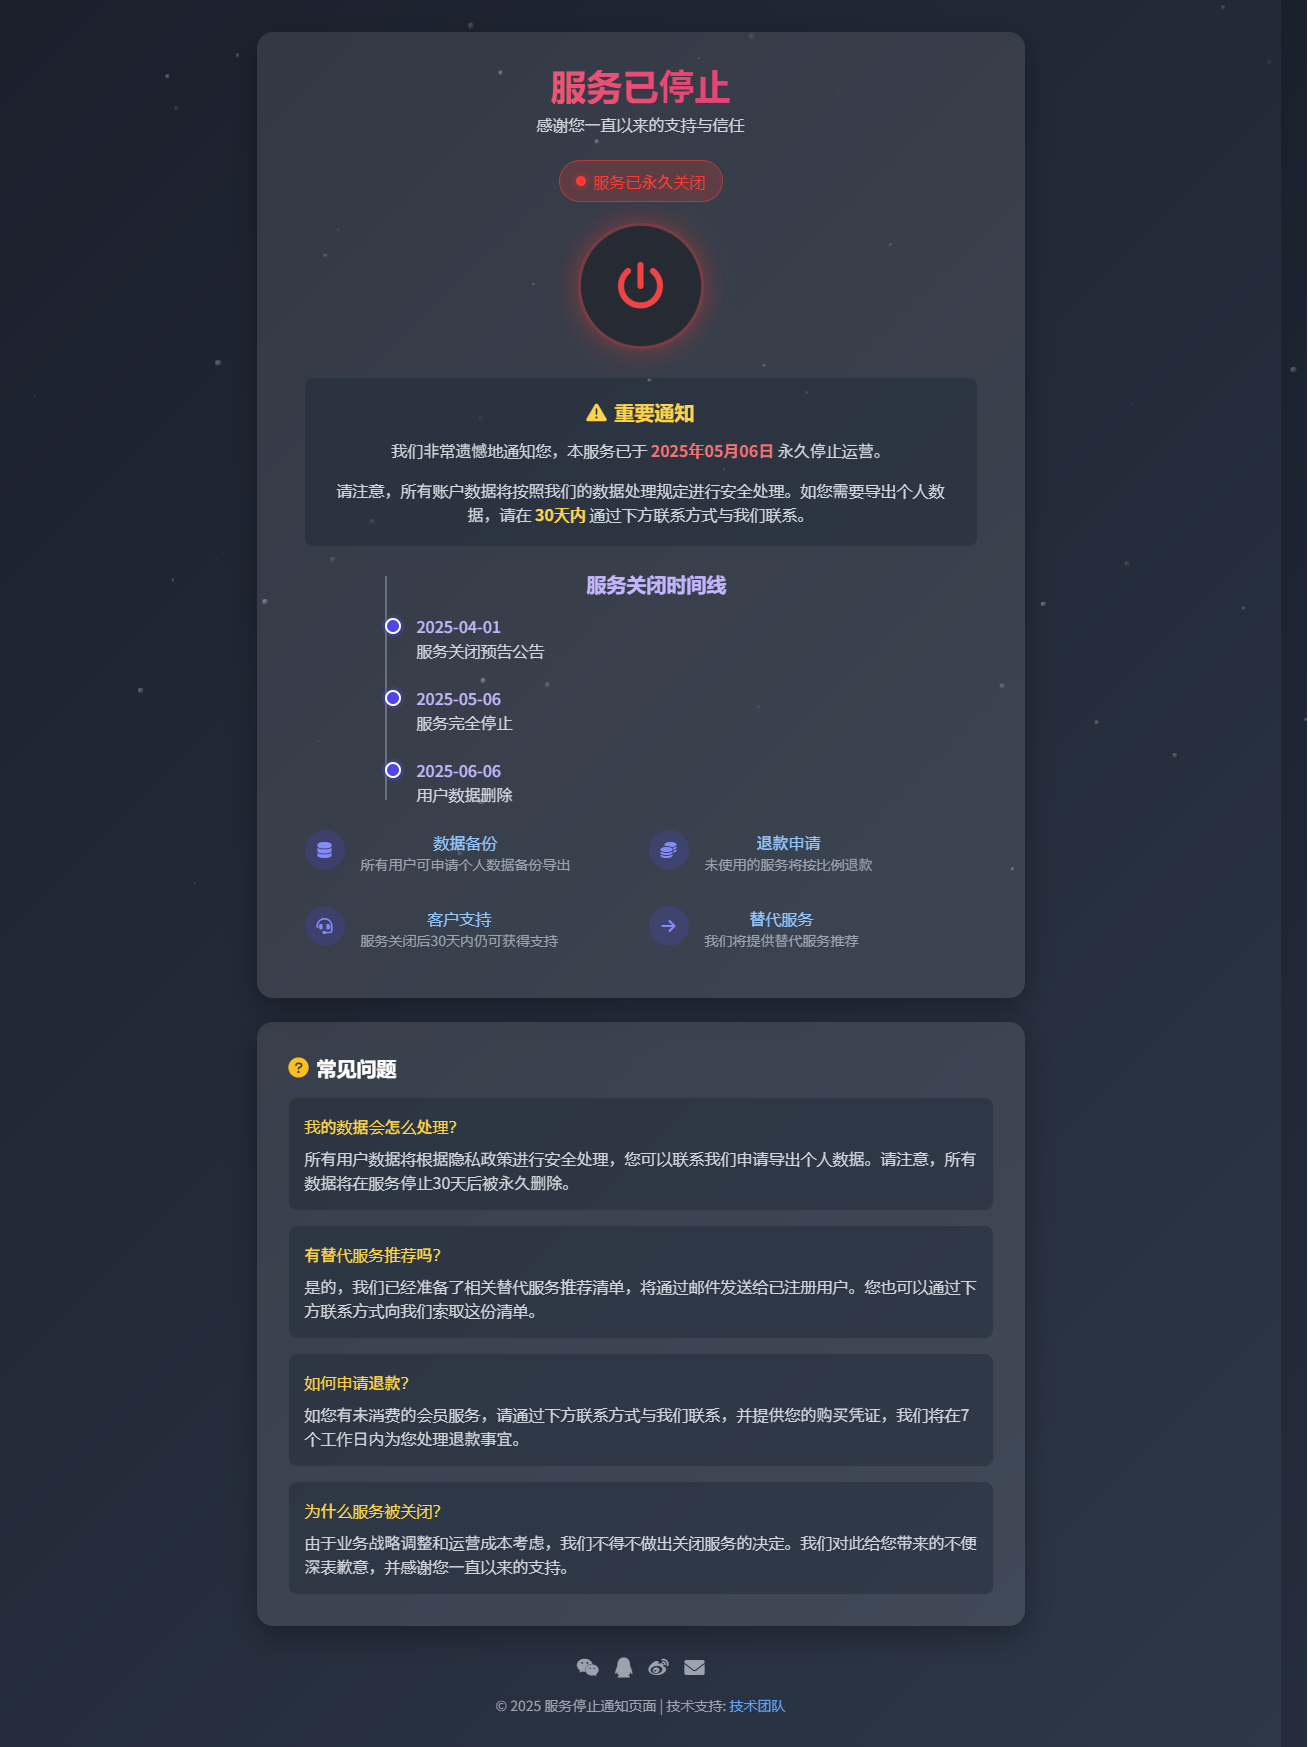 服务已停止
感谢您一直以来的支持与信任
服务已永久关闭
重要通知
我们非常遗憾地通知您，本服务已于 2025年05月06日 永久停止运营。
请注意，所有账户数据将按照我们的数据处理规定进行安全处理。如您需要导出个人数
据，请在 30天内 通过下方联系方式与我们联系。
服务关闭时间线
2025-04-01
服务关闭预告公告
2025-05-06
服务完全停止
2025-06-06
用户数据删除
数据备份
所有用户可申请个人数据备份导出
退款申请
未使用的服务将按比例退款
客户支持
服务关闭后30天内仍可获得支持
替代服务
我们将提供替代服务推荐
常见问题
我的数据会怎么处理？
所有用户数据将根据隐私政策进行安全处理，您可以联系我们申请导出个人数据。请注意，所有
数据将在服务停止30天后被永久删除。
有替代服务推荐吗？
是的，我们已经准备了相关替代服务推荐清单，将通过邮件发送给已注册用户。您也可以通过下
方联系方式向我们索取这份清单。
如何申请退款？
如您有未消费的会员服务，请通过下方联系方式与我们联系，并提供您的购买凭证，我们将在7
个工作日内为您处理退款事宜。
为什么服务被关闭？
由于业务战略调整和运营成本考虑，我们不得不做出关闭服务的决定。我们对此给您带来的不便
深表歉意，并感谢您一直以来的支持。
© 2025 服务停止通知页面 | 技术支持: 技术团队